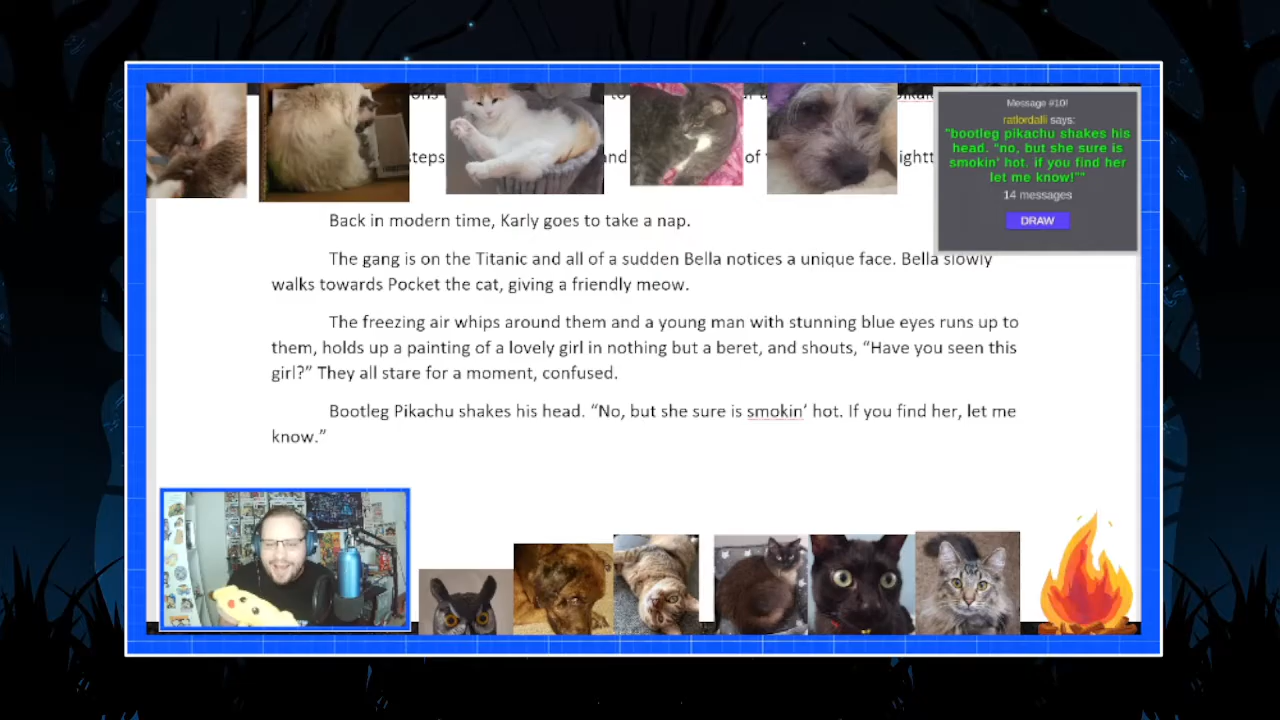 steps
and
of
Back in modern time, Karly goes to take a nap.
The gang is on the Titanic and all of a sudden Bella notices a unique face. Bella slowly
walks towards Pocket the cat, giving a friendly meow.
The freezing air whips around them and a young man with stunning blue eyes runs up to
them, holds up a painting of a lovely girl in nothing but a beret, and shouts, “Have you seen this
girl?” They all stare for a moment, confused.
Bootleg Pikachu shakes his head. “No, but she sure is smokin’ hot. If you find her, let me
know.”
Message #10!
ratlordalli says:
"bootleg pikachu shakes his
head. "no, but she sure is
smokin' hot. if you find her
let me know!""
14 messages
DRAW